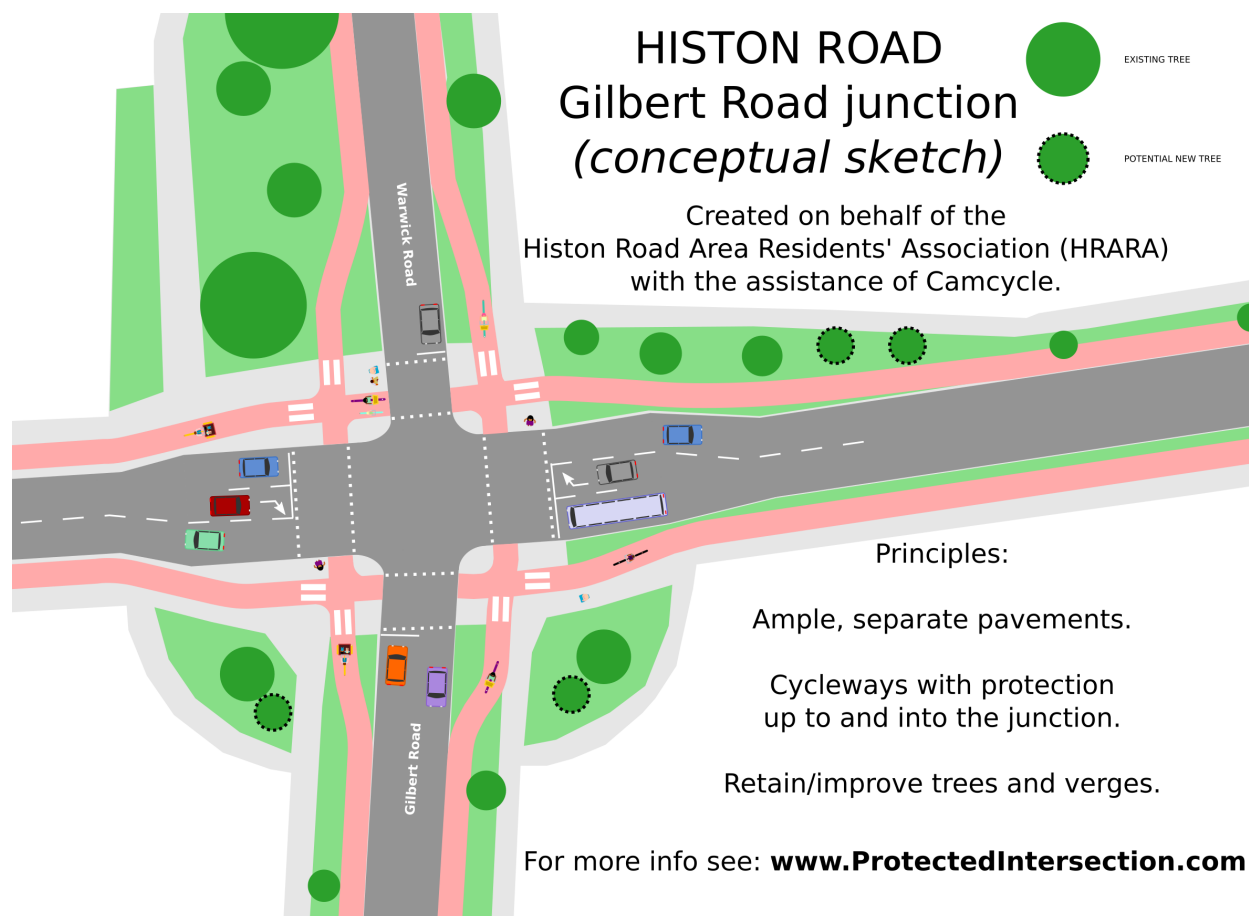 HISTON ROAD
Gilbert Road junction
(conceptual sketch)
EXISTING TREE
POTENTIAL NEW TREE
Created on behalf of the
Histon Road Area Residents' Association (HRARA)
with the assistance of Camcycle.
Warwick Road
Principles:
Ample, separate pavements.
Cycleways with protection
up to and into the junction.
Retain/improve trees and verges.
Gilbert Road
For more info see: www.ProtectedIntersection.com